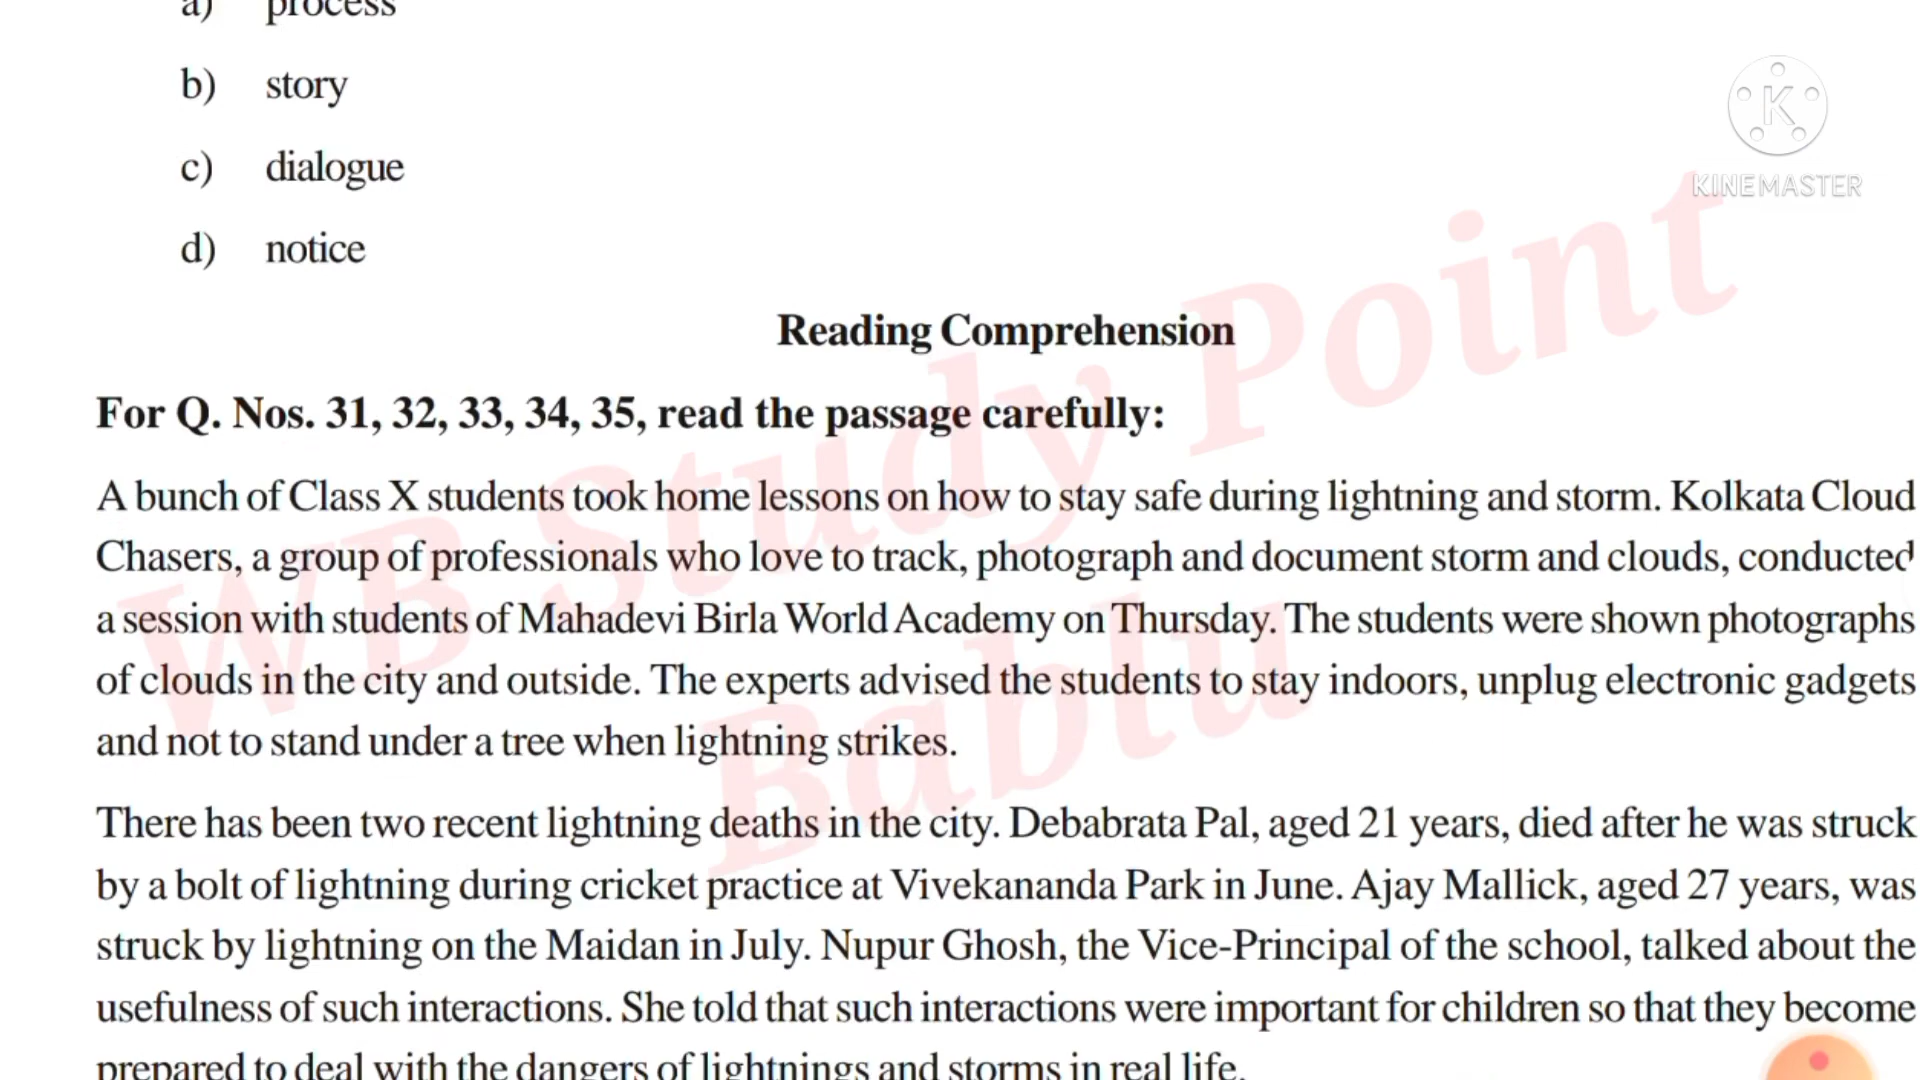 a) process
b) story
c) dialogue
d) notice
KINEMASTER
Reading Comprehension
For Q. Nos. 31, 32, 33, 34, 35, read the passage carefully:
A bunch of Class X students took home lessons on how to stay safe during lightning and storm. Kolkata Cloud
Chasers, a group of professionals who love to track, photograph and document storm and clouds, conducted
a session with students of Mahadevi Birla World Academy on Thursday. The students were shown photographs
of clouds in the city and outside. The experts advised the students to stay indoors, unplug electronic gadgets
and not to stand under a tree when lightning strikes.
There has been two recent lightning deaths in the city. Debabrata Pal, aged 21 years, died after he was struck
by a bolt of lightning during cricket practice at Vivekananda Park in June. Ajay Mallick, aged 27 years, was
struck by lightning on the Maidan in July. Nupur Ghosh, the Vice-Principal of the school, talked about the
usefulness of such interactions. She told that such interactions were important for children so that they become
prepared to deal with the dangers of lightnings and storms in real life.
WB Study Point
Bablu